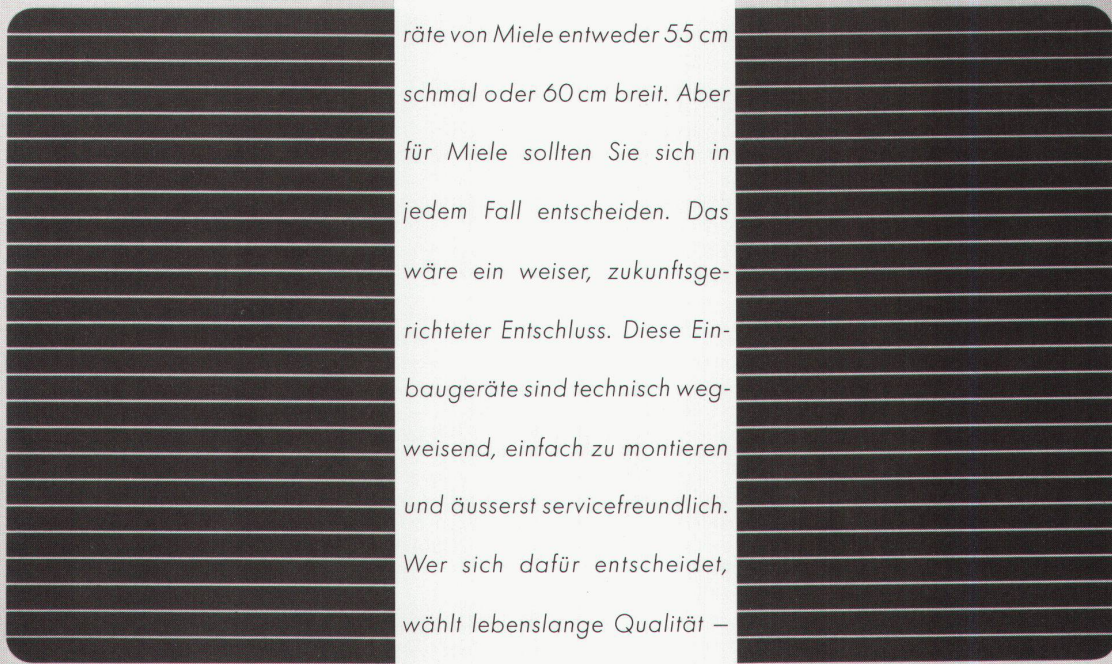 räte von Miele entweder 55 cm
schmal oder 60 cm breit. Aber
für Miele sollten Sie sich in
jedem Fall entscheiden. Das
wäre ein weiser, zukunftsge-
richteter Entschluss. Diese Ein-
baugeräte sind technisch weg-
weisend, einfach zu montieren
und äusserst servicefreundlich.
Wer sich dafür entscheidet,
wählt lebenslange Qualität –